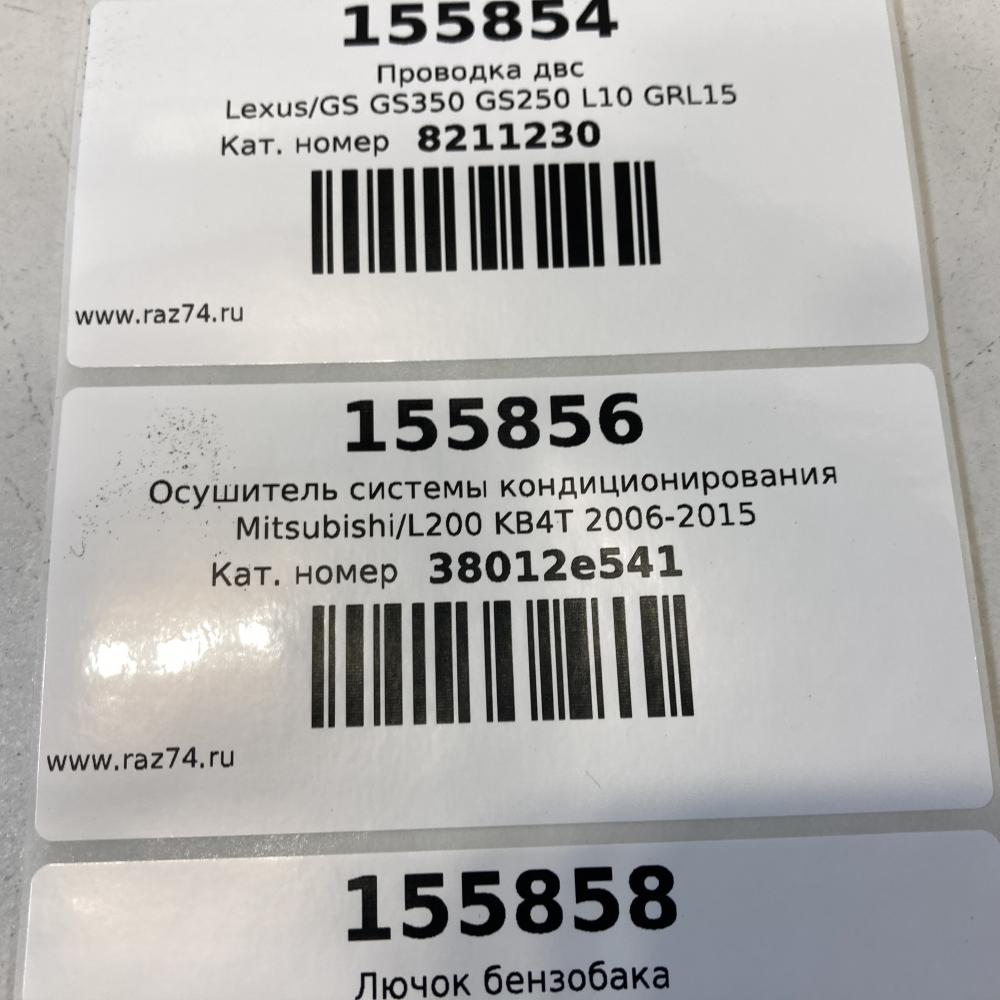 155854
Проводка двс
Lexus/GS GS350 GS250 L10 GRL15
Кат. номер 8211230
www.raz74.ru
155856
Осушитель системы кондиционирования
Mitsubishi/L200 KB4T 2006-2015
Кат. номер 38012e541
www.raz74.ru
155858
Лючок бензобака